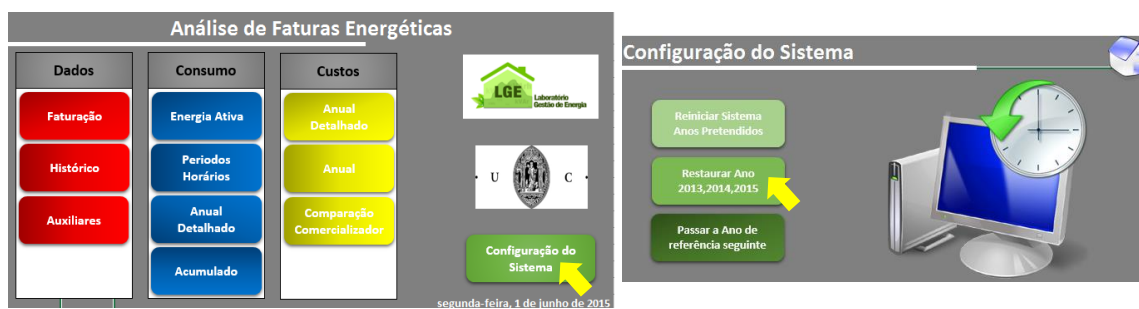 Análise de Faturas Energéticas
Dados
Faturação
Histórico
Auxiliares
Consumo
Energia Ativa
Periodos
Horários
Anual
Detalhado
Acumulado
Custos
Anual
Detalhado
Anual
Comparação
Comercializador
LGE
Laboratório
Gestão de Energia
· U C ·
Configuração do
Sistema
segunda-feira, 1 de junho de 2015
Configuração do Sistema
Reiniciar Sistema
Anos Pretendidos
Restaurar Ano
2013,2014,2015
Passar a Ano de
referência seguinte